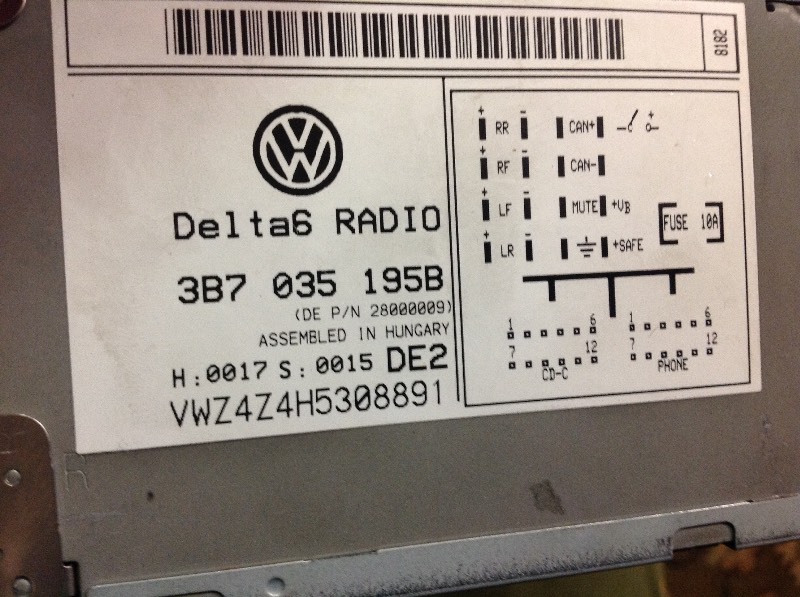 8182
Delta6 RADIO
3B7 035 195B
(DE P/N 28000009)
ASSEMBLED IN HUNGARY
H:0017 S:0015 DE2
VWZ4Z4H5308891
+ RR - CAN+ +
+ RF - CAN-
+ LF - MUTE +VB
+ LR - +SAFE
FUSE 10A
1 6 1 6
7 12 7 12
CD-C PHONE